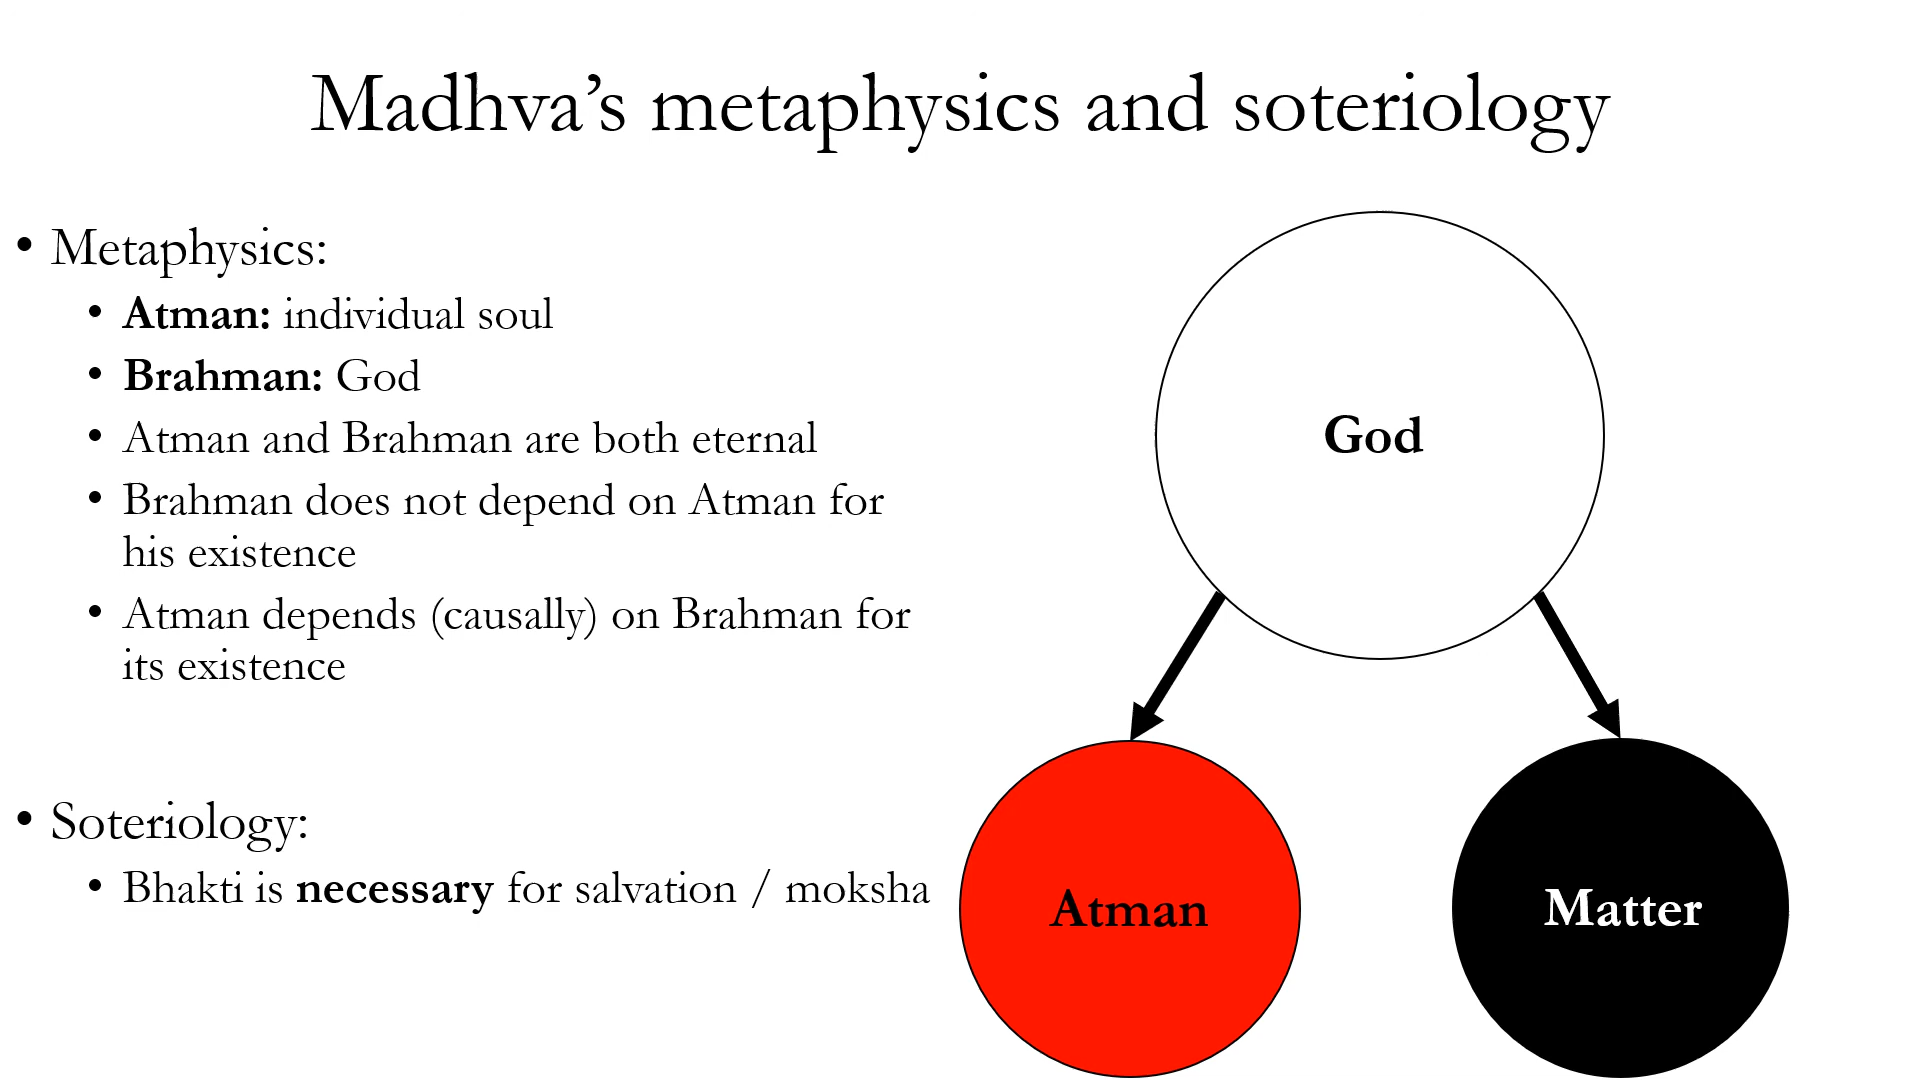 Madhva’s metaphysics and soteriology
• Metaphysics:
• Atman: individual soul
• Brahman: God
• Atman and Brahman are both eternal
• Brahman does not depend on Atman for
his existence
• Atman depends (causally) on Brahman for
its existence
• Soteriology:
• Bhakti is necessary for salvation / moksha
God
Atman
Matter